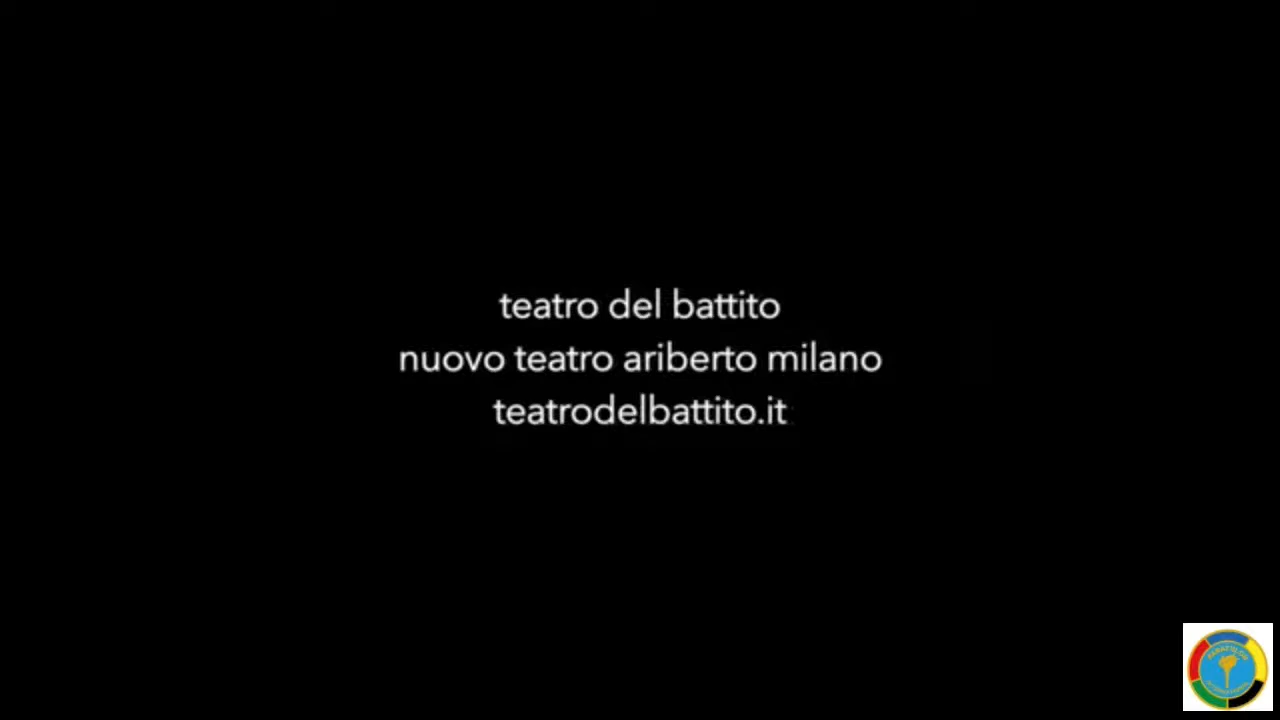 teatro del battito
nuovo teatro ariberto milano
teatrodelbattito.it